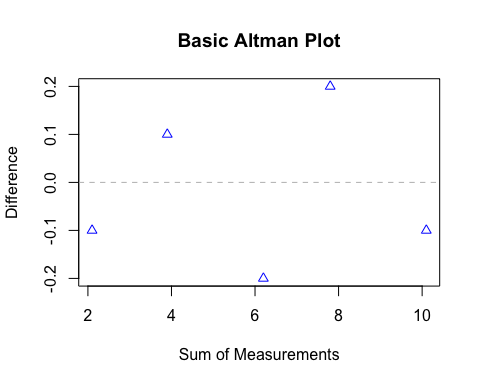 Basic Altman Plot
Difference
0.2
0.1
0.0
-0.1
-0.2
2 4 6 8 10
Sum of Measurements